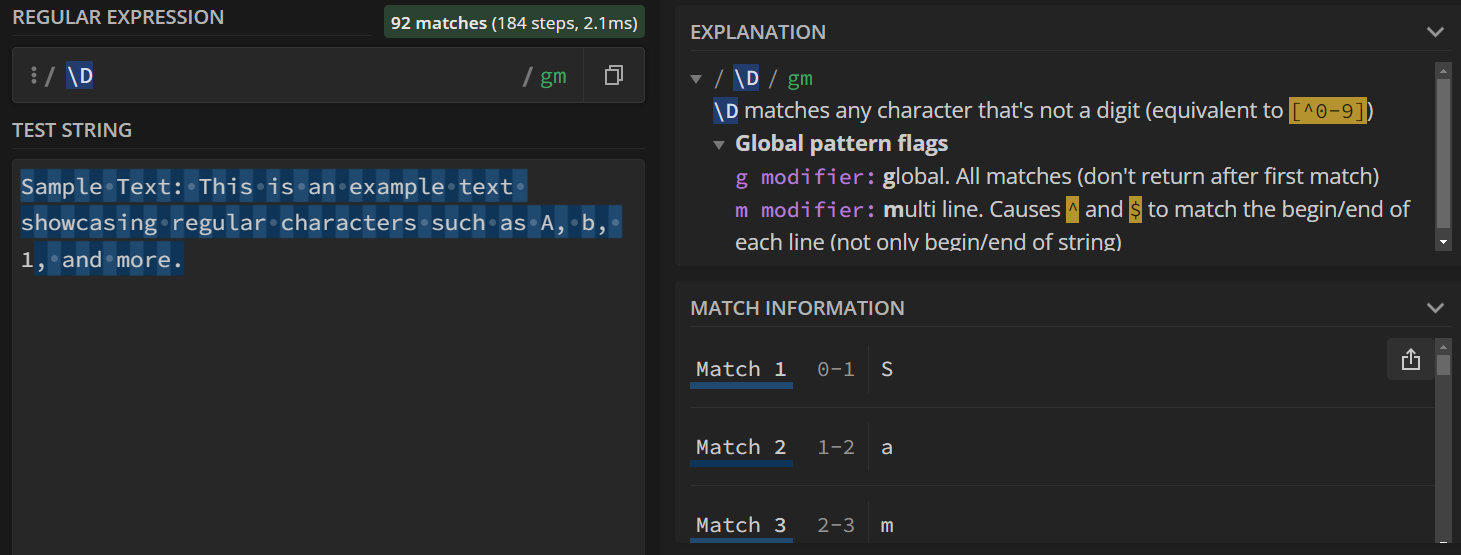 REGULAR EXPRESSION
92 matches (184 steps, 2.1ms)
/ \D / gm
TEST STRING
Sample Text: This is an example text
showcasing regular characters such as A, b,
1, and more.
EXPLANATION
/ \D / gm
\D matches any character that's not a digit (equivalent to [^0-9])
Global pattern flags
g modifier: global. All matches (don't return after first match)
m modifier: multi line. Causes ^ and $ to match the begin/end of
each line (not only begin/end of string)
MATCH INFORMATION
Match 1 0-1 S
Match 2 1-2 a
Match 3 2-3 m